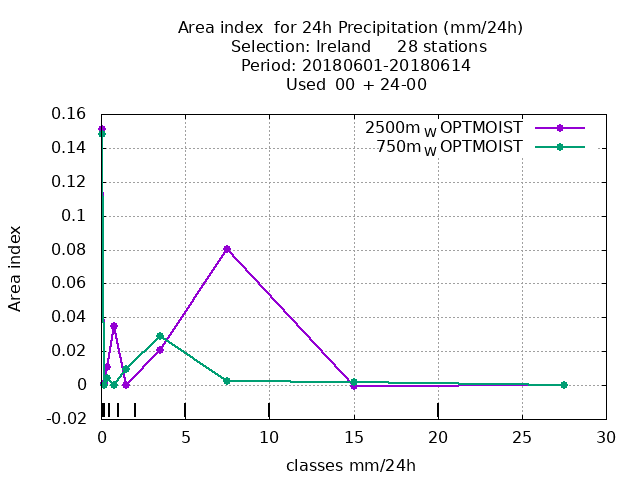 Area index  for 24h Precipitation (mm/24h)
Selection: Ireland     28 stations
Period: 20180601-20180614
Used  00  + 24-00
2500m_W OPTMOIST
750m_W OPTMOIST
0.16
0.14
0.12
0.1
0.08
0.06
0.04
0.02
0
-0.02
Area index
0 5 10 15 20 25 30
classes mm/24h